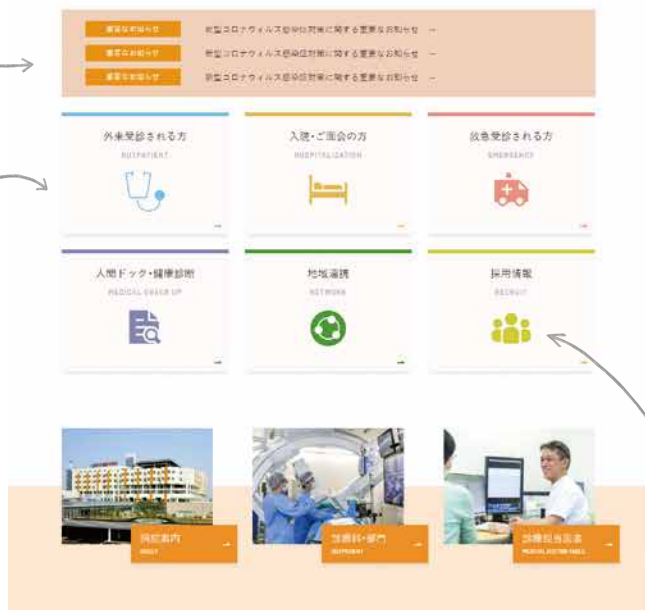 重要なお知らせ 新型コロナウィルス感染症対策に関する重要なお知らせ →
重要なお知らせ 新型コロナウィルス感染症対策に関する重要なお知らせ →
重要なお知らせ 新型コロナウィルス感染症対策に関する重要なお知らせ →
外来受診される方
OUTPATIENT
入院・ご面会の方
HOSPITALIZATION
救急受診される方
EMERGENCY
人間ドック・健康診断
MEDICAL CHECK UP
地域連携
NETWORK
採用情報
RECRUIT
病院案内
ABOUT
診療科・部門
DEPARTMENT
診療担当医表